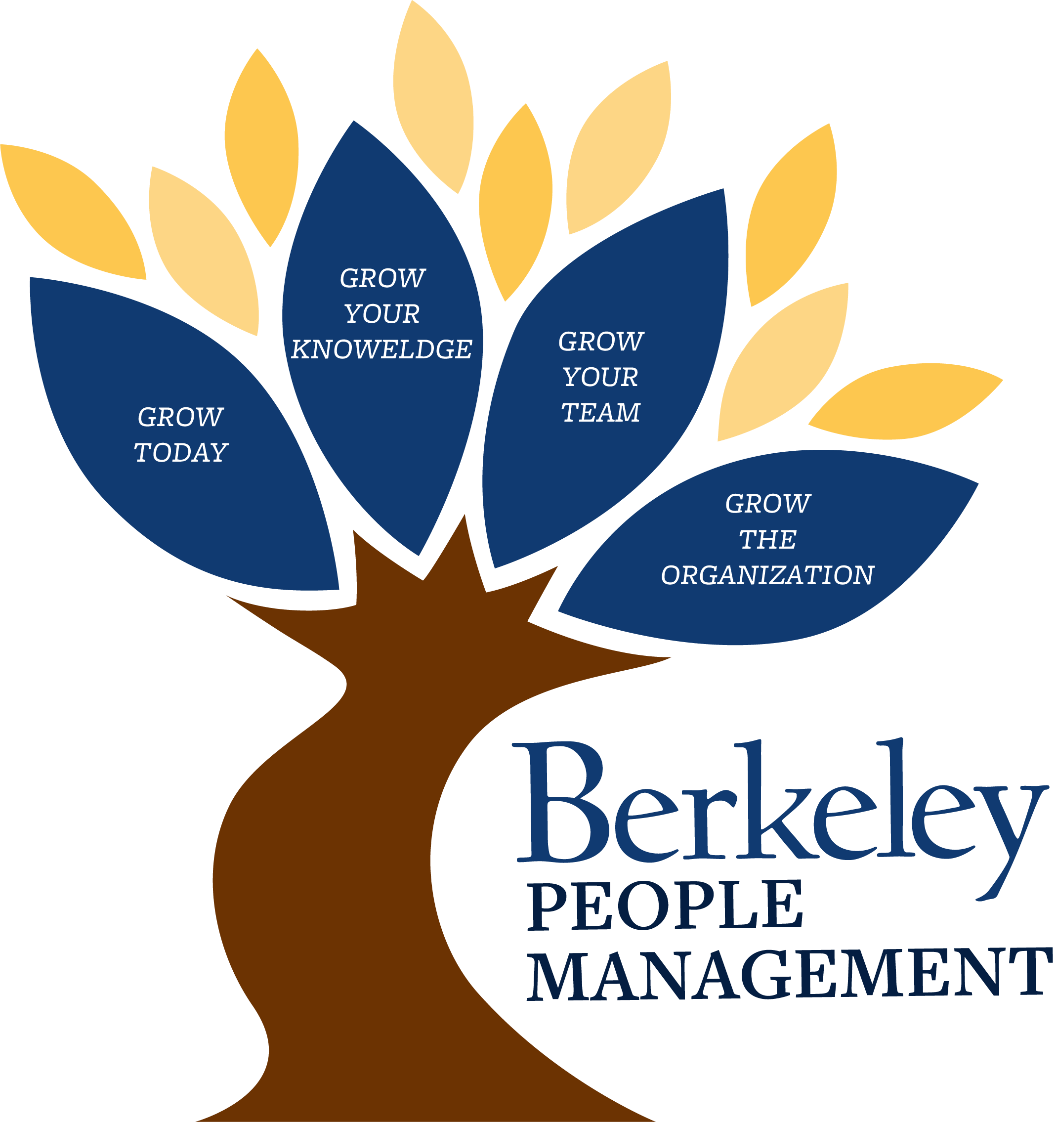 GROW
TODAY
GROW
YOUR
KNOWELDGE
GROW
YOUR
TEAM
GROW
THE
ORGANIZATION
Berkeley
PEOPLE
MANAGEMENT